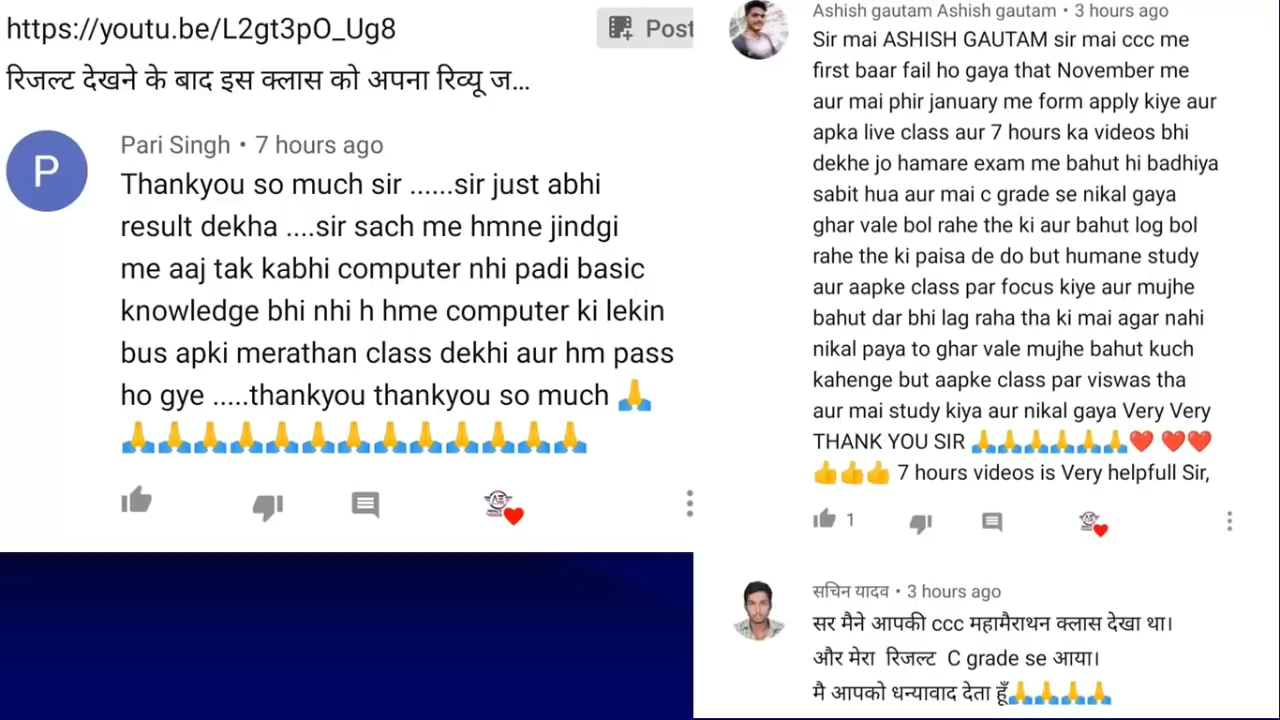 https://youtu.be/L2gt3pO_Ug8
Post
रिजल्ट देखने के बाद इस क्लास को अपना रिव्यू ज...
P
Pari Singh • 7 hours ago
Thankyou so much sir ......sir just abhi
result dekha ....sir sach me hmne jindgi
me aaj tak kabhi computer nhi padi basic
knowledge bhi nhi h hme computer ki lekin
bus apki merathan class dekhi aur hm pass
ho gye .....thankyou thankyou so much 🙏
🙏🙏🙏🙏🙏🙏🙏🙏🙏🙏🙏🙏🙏
Ashish gautam Ashish gautam • 3 hours ago
Sir mai ASHISH GAUTAM sir mai ccc me
first baar fail ho gaya that November me
aur mai phir january me form apply kiye aur
apka live class aur 7 hours ka videos bhi
dekhe jo hamare exam me bahut hi badhiya
sabit hua aur mai c grade se nikal gaya
ghar vale bol rahe the ki aur bahut log bol
rahe the ki paisa de do but humane study
aur aapke class par focus kiye aur mujhe
bahut dar bhi lag raha tha ki mai agar nahi
nikal paya to ghar vale mujhe bahut kuch
kahenge but aapke class par viswas tha
aur mai study kiya aur nikal gaya Very Very
THANK YOU SIR 🙏🙏🙏🙏🙏🙏❤️ ❤️❤️
👍👍👍 7 hours videos is Very helpfull Sir,
1
सचिन यादव • 3 hours ago
सर मैने आपकी ccc महामैराथन क्लास देखा था।
और मेरा रिजल्ट C grade se आया।
मै आपको धन्यावाद देता हूँ🙏🙏🙏🙏